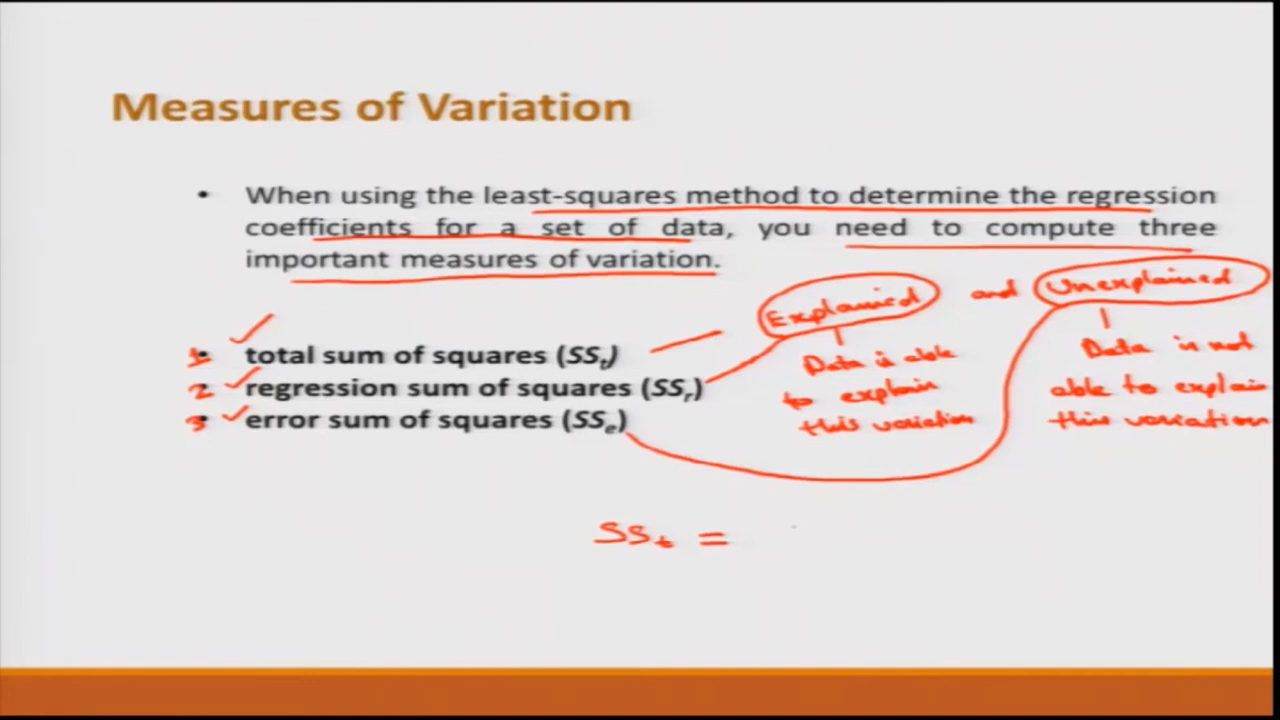 Measures of Variation
• When using the least-squares method to determine the regression
coefficients for a set of data, you need to compute three
important measures of variation.
Explained and Unexplained
1 • total sum of squares (SSt)
2 • regression sum of squares (SSr)
3 • error sum of squares (SSe)
Data is able
to explain
this variation
Data is not
able to explain
this variation
SSt =